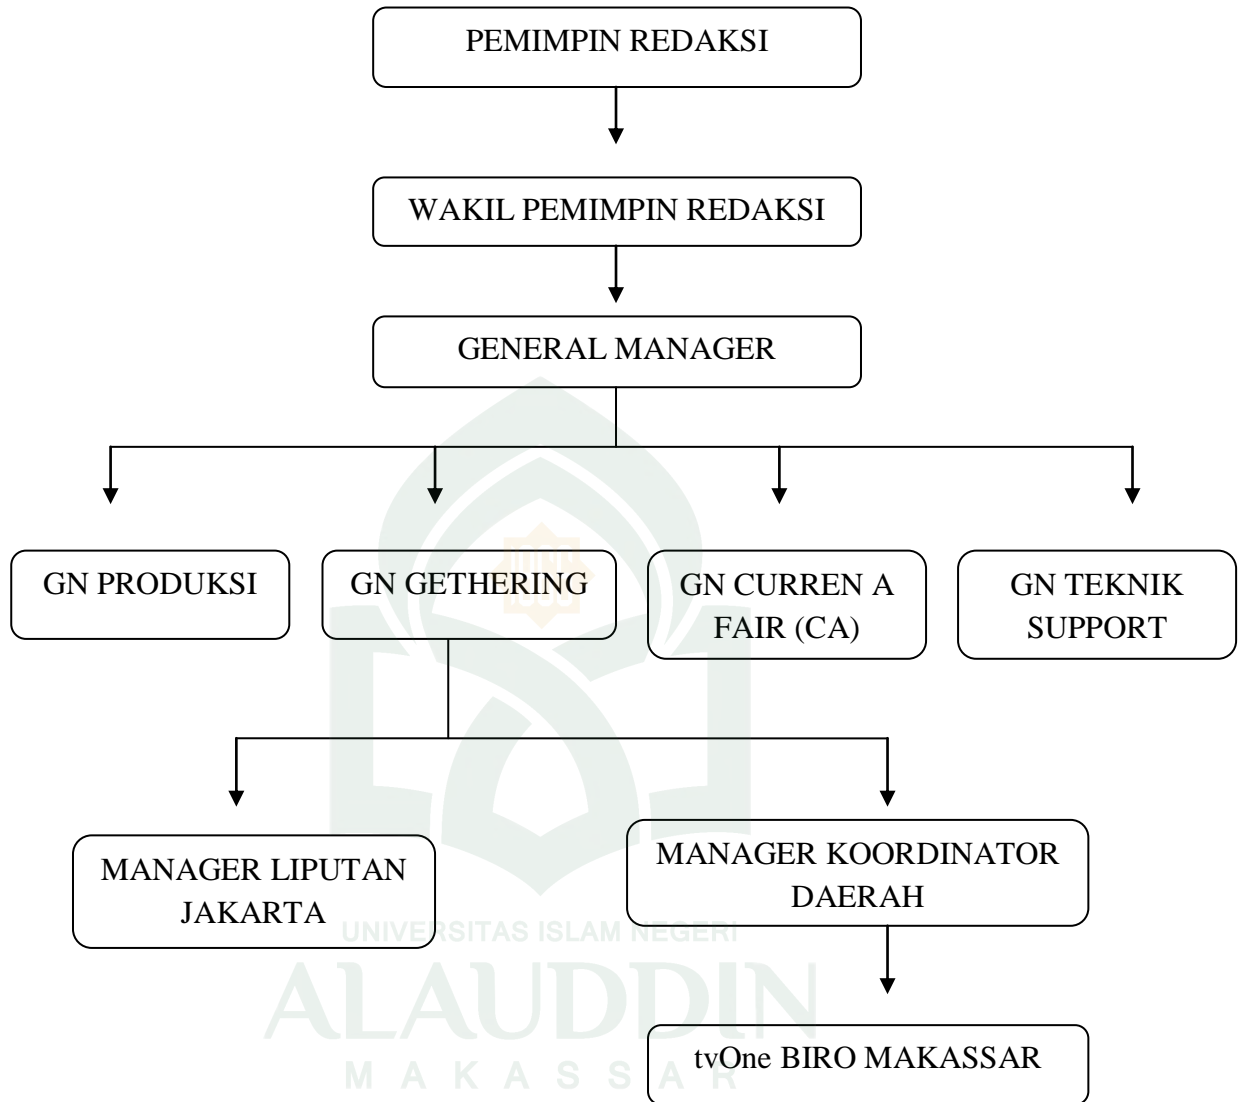 PEMIMPIN REDAKSI
WAKIL PEMIMPIN REDAKSI
GENERAL MANAGER
GN PRODUKSI
GN GETHERING
GN CURREN A
FAIR (CA)
GN TEKNIK
SUPPORT
MANAGER LIPUTAN
JAKARTA
MANAGER KOORDINATOR
DAERAH
UNIVERSITAS ISLAM NEGERI
ALAUDDIN
MAKASSAR
tvOne BIRO MAKASSAR